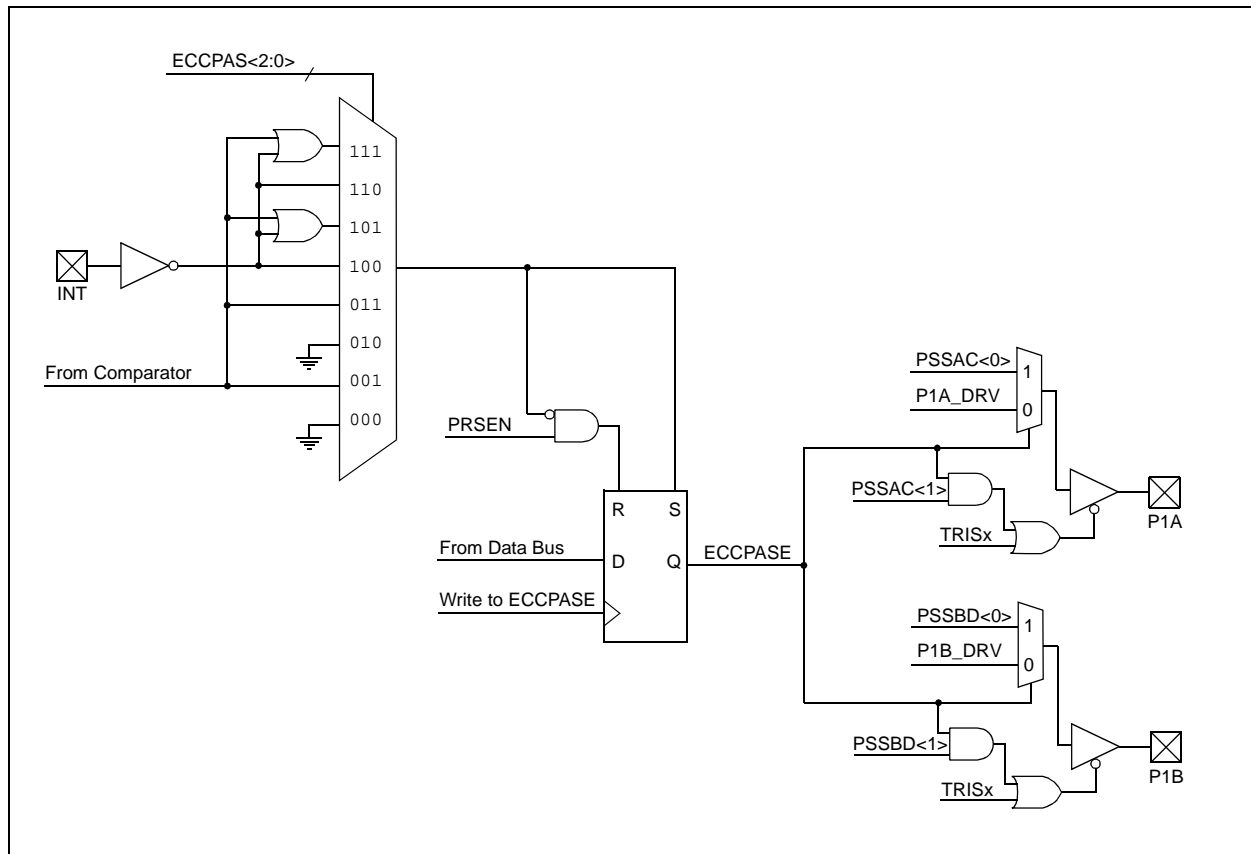 ECCPAS<2:0>
111
110
101
100
011
010
001
000
INT
From Comparator
PRSEN
R
S
From Data Bus
D
Q
ECCPASE
Write to ECCPASE
PSSAC<0>
1
P1A_DRV
0
PSSAC<1>
TRISx
P1A
PSSBD<0>
1
P1B_DRV
0
PSSBD<1>
TRISx
P1B